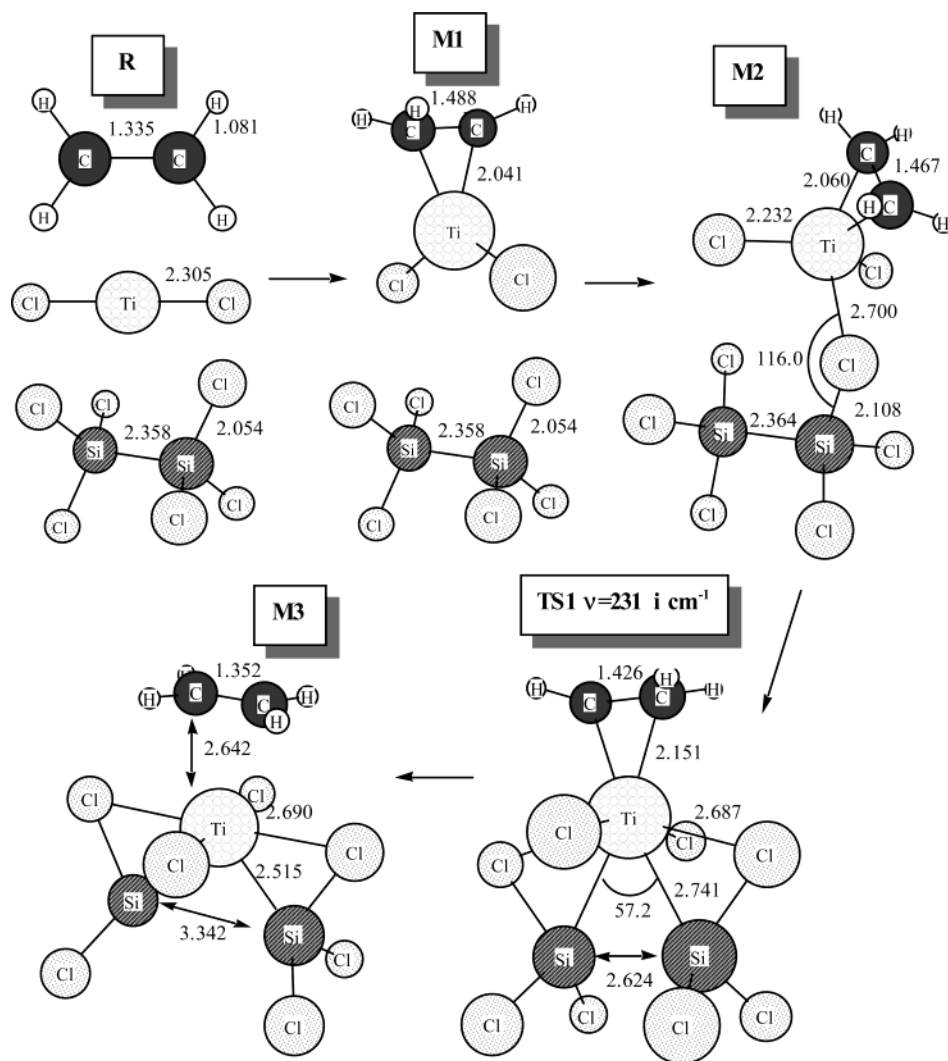 R
H
H
1.335
1.081
C
C
H
H
2.305
Cl
Ti
Cl
Cl
Cl
Cl
2.358
2.054
Si
Si
Cl
Cl
Cl
M1
H
(H)
1.488
(H)
C
C
2.041
Ti
Cl
Cl
Cl
Cl
Cl
2.358
2.054
Si
Si
Cl
Cl
Cl
M2
(H)
(H)
C
1.467
2.060
H
C
(H)
2.232
Cl
Ti
Cl
2.700
Cl
116.0
Cl
Cl
2.364
2.108
Si
Si
Cl
Cl
Cl
TS1 ν=231 i cm-1
1.426
(H)
(H)
(H)
C
C
2.151
Ti
2.687
Cl
Cl
Cl
Cl
2.741
57.2
Si
Si
2.624
Cl
Cl
Cl
Cl
M3
1.352
(H)
C
C
(H)
H
2.642
Cl
Cl
2.690
Ti
Cl
Cl
2.515
Si
Si
3.342
Cl
Cl
Cl